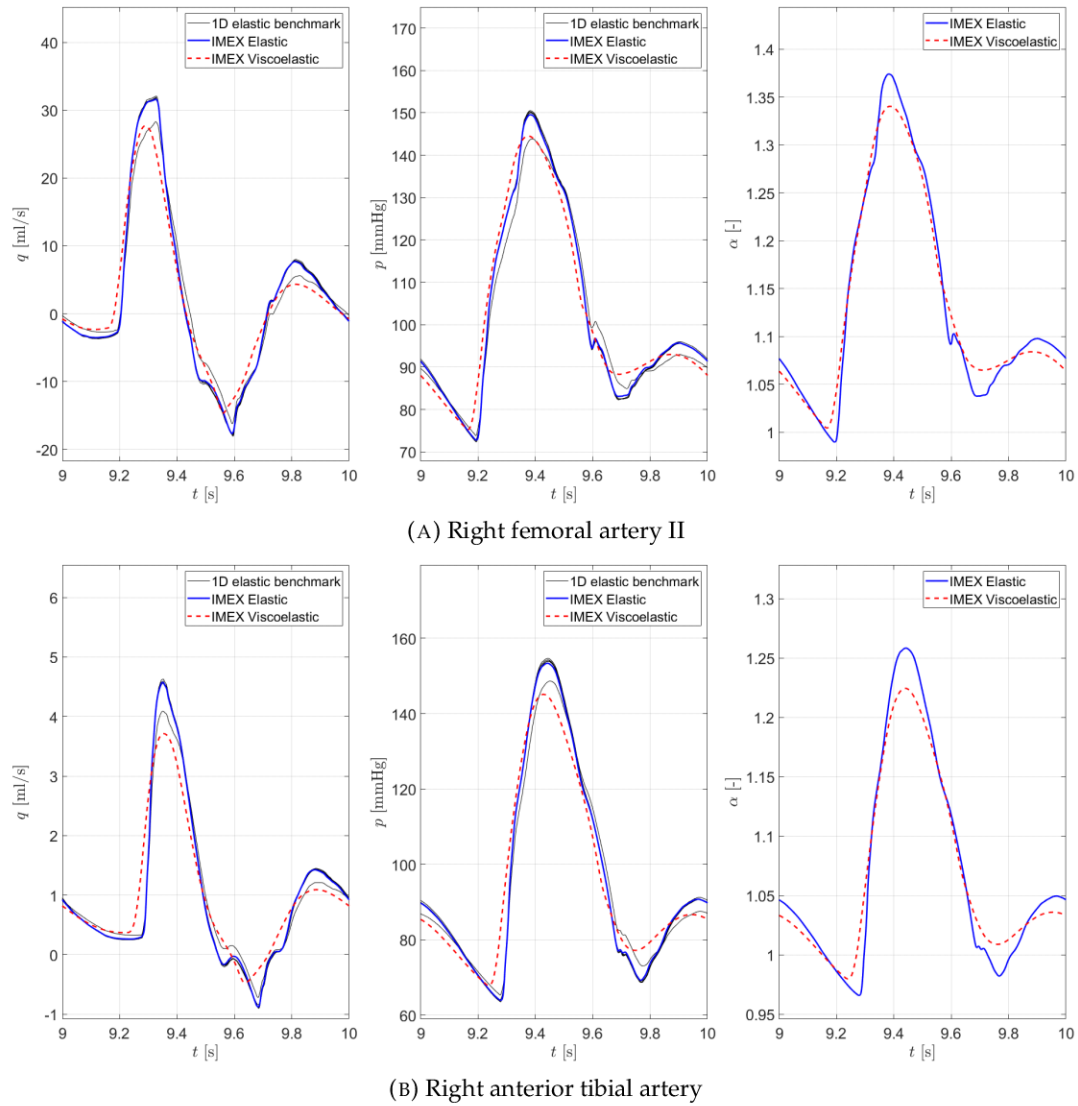 1D elastic benchmark
IMEX Elastic
IMEX Viscoelastic
40
30
20
10
0
-10
-20
q [ml/s]
9
9.2
9.4
9.6
9.8
10
t [s]
1D elastic benchmark
IMEX Elastic
IMEX Viscoelastic
170
160
150
140
130
120
110
100
90
80
70
p [mmHg]
9
9.2
9.4
9.6
9.8
10
t [s]
IMEX Elastic
IMEX Viscoelastic
1.4
1.35
1.3
1.25
1.2
1.15
1.1
1.05
1
α [-]
9
9.2
9.4
9.6
9.8
10
t [s]
(A) Right femoral artery II
1D elastic benchmark
IMEX Elastic
IMEX Viscoelastic
6
5
4
3
2
1
0
-1
q [ml/s]
9
9.2
9.4
9.6
9.8
10
t [s]
1D elastic benchmark
IMEX Elastic
IMEX Viscoelastic
160
140
120
100
80
60
p [mmHg]
9
9.2
9.4
9.6
9.8
10
t [s]
IMEX Elastic
IMEX Viscoelastic
1.3
1.25
1.2
1.15
1.1
1.05
1
0.95
α [-]
9
9.2
9.4
9.6
9.8
10
t [s]
(B) Right anterior tibial artery